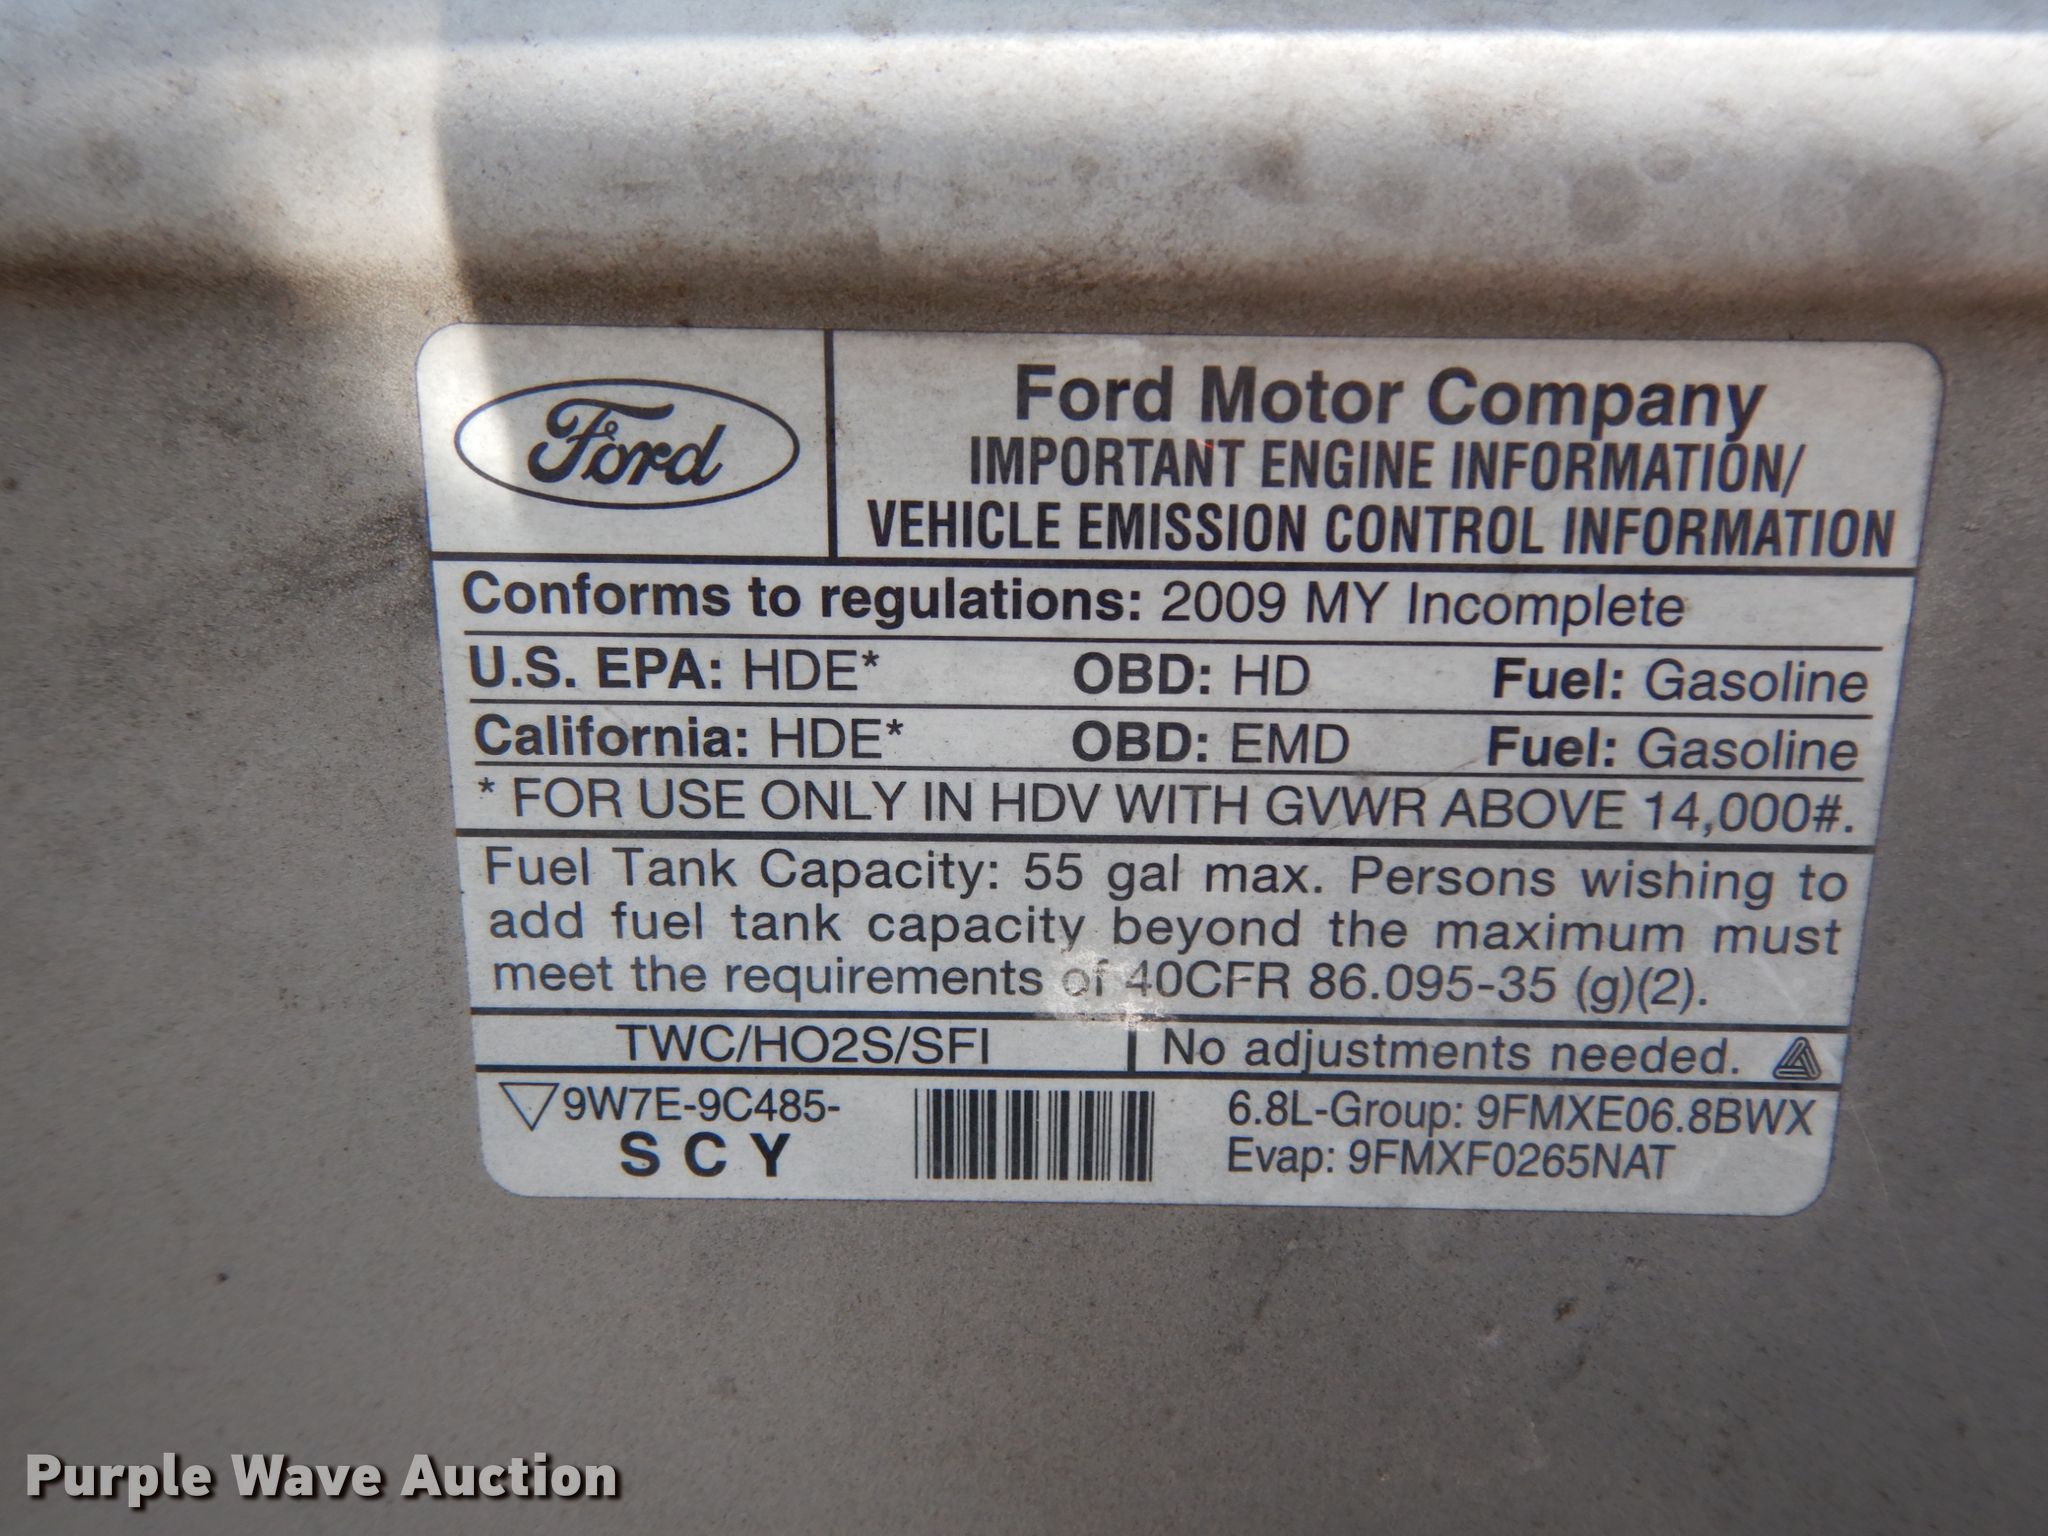 Ford
Ford Motor Company
IMPORTANT ENGINE INFORMATION/
VEHICLE EMISSION CONTROL INFORMATION
Conforms to regulations: 2009 MY Incomplete
U.S. EPA: HDE* OBD: HD Fuel: Gasoline
California: HDE* OBD: EMD Fuel: Gasoline
* FOR USE ONLY IN HDV WITH GVWR ABOVE 14,000#.
Fuel Tank Capacity: 55 gal max. Persons wishing to
add fuel tank capacity beyond the maximum must
meet the requirements of 40CFR 86.095-35 (g)(2).
TWC/HO2S/SFI No adjustments needed.
9W7E-9C485-
SCY
6.8L-Group: 9FMXE06.8BWX
Evap: 9FMXF0265NAT
Purple Wave Auction